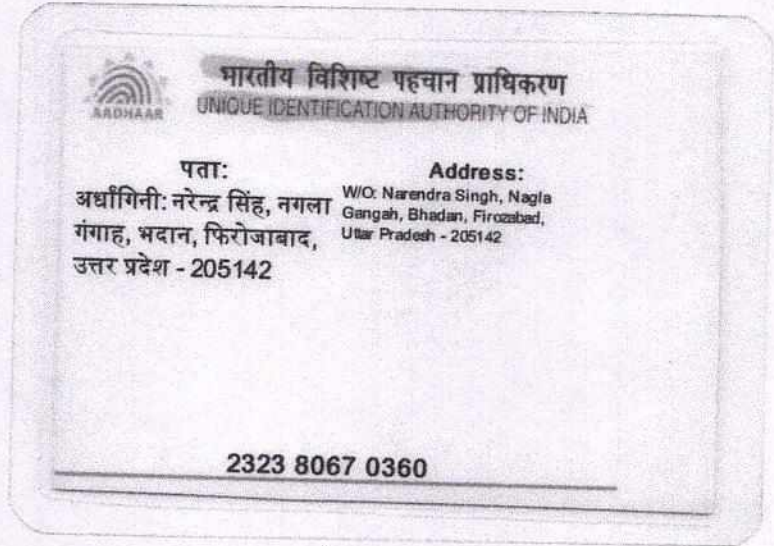 भारतीय विशिष्ट पहचान प्राधिकरण
UNIQUE IDENTIFICATION AUTHORITY OF INDIA
AADHAAR
पता:
अर्धांगिनी: नरेन्द्र सिंह, नगला
गंगाह, भदान, फिरोजाबाद,
उत्तर प्रदेश - 205142
Address:
W/O: Narendra Singh, Nagla
Gangah, Bhadan, Firozabad,
Uttar Pradesh - 205142
2323 8067 0360